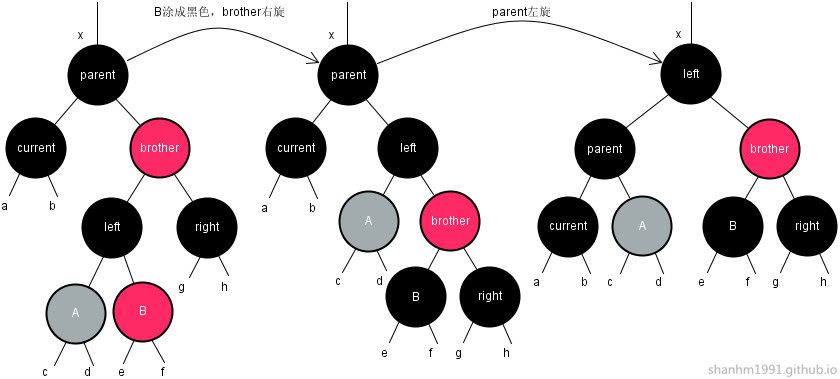 B涂成黑色，brother右旋
parent左旋
x
x
x
parent
parent
left
current
brother
current
left
parent
brother
a
b
left
right
a
b
A
brother
current
A
B
right
g
h
c
d
a
b
c
d
e
f
g
h
A
B
B
right
c
d
e
f
e
f
g
h
shanhm1991.github.io